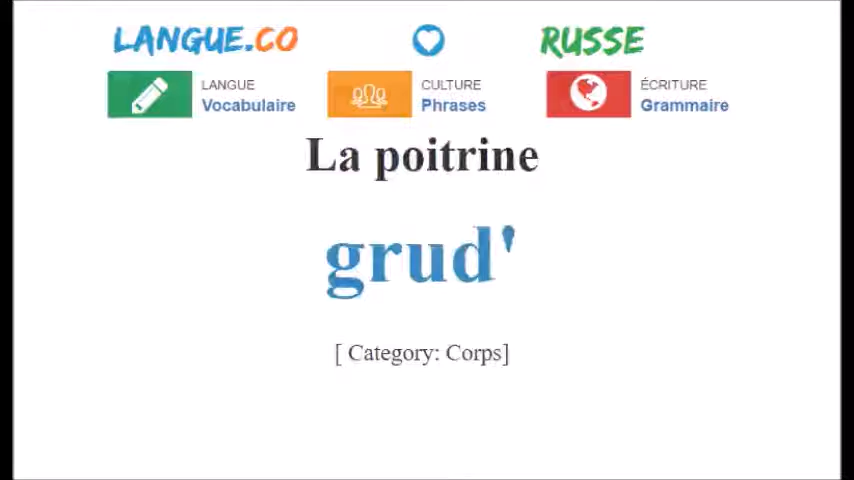 LANGUE.CO RUSSE
LANGUE CULTURE ÉCRITURE
Vocabulaire Phrases Grammaire
La poitrine
grud'
[ Category: Corps]